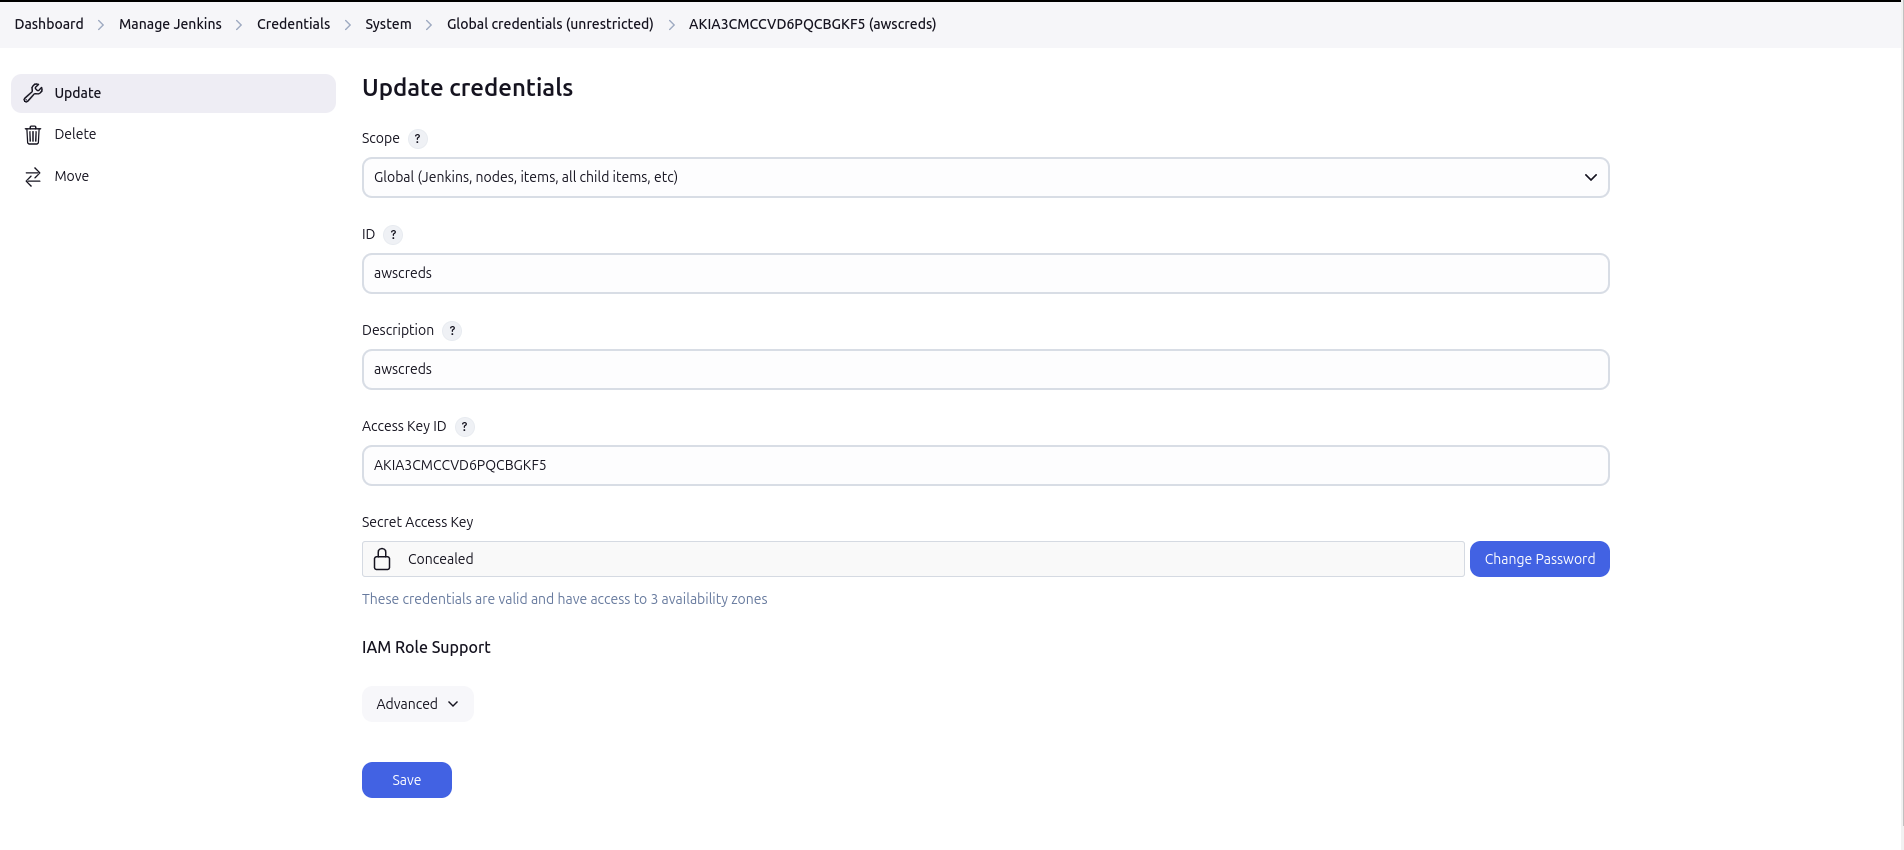 Dashboard > Manage Jenkins > Credentials > System > Global credentials (unrestricted) > AKIA3CMCCVD6PQCBGKF5 (awscreds)
Update
Delete
Move
Update credentials
Scope ?
Global (Jenkins, nodes, items, all child items, etc)
ID ?
awscreds
Description ?
awscreds
Access Key ID ?
AKIA3CMCCVD6PQCBGKF5
Secret Access Key
Concealed
Change Password
These credentials are valid and have access to 3 availability zones
IAM Role Support
Advanced
Save